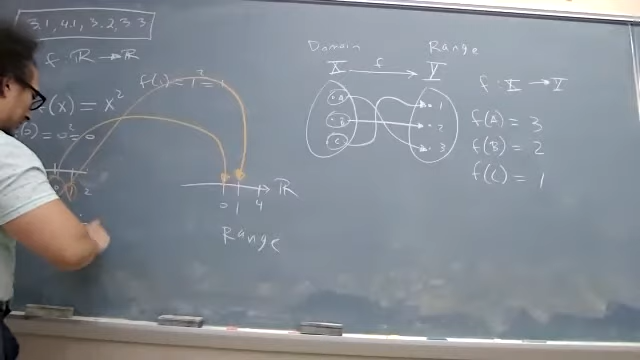 3.1, 4.1, 3.2, 3.3
f: ℝ → ℝ
f(x) = x²
f(0) = 0² = 0
f(1) = 1² = 1
2
0 1 4 ℝ
Range
Domain Range
X f Y
A 1
B 2
C 3
f: X → Y
f(A) = 3
f(B) = 2
f(C) = 1